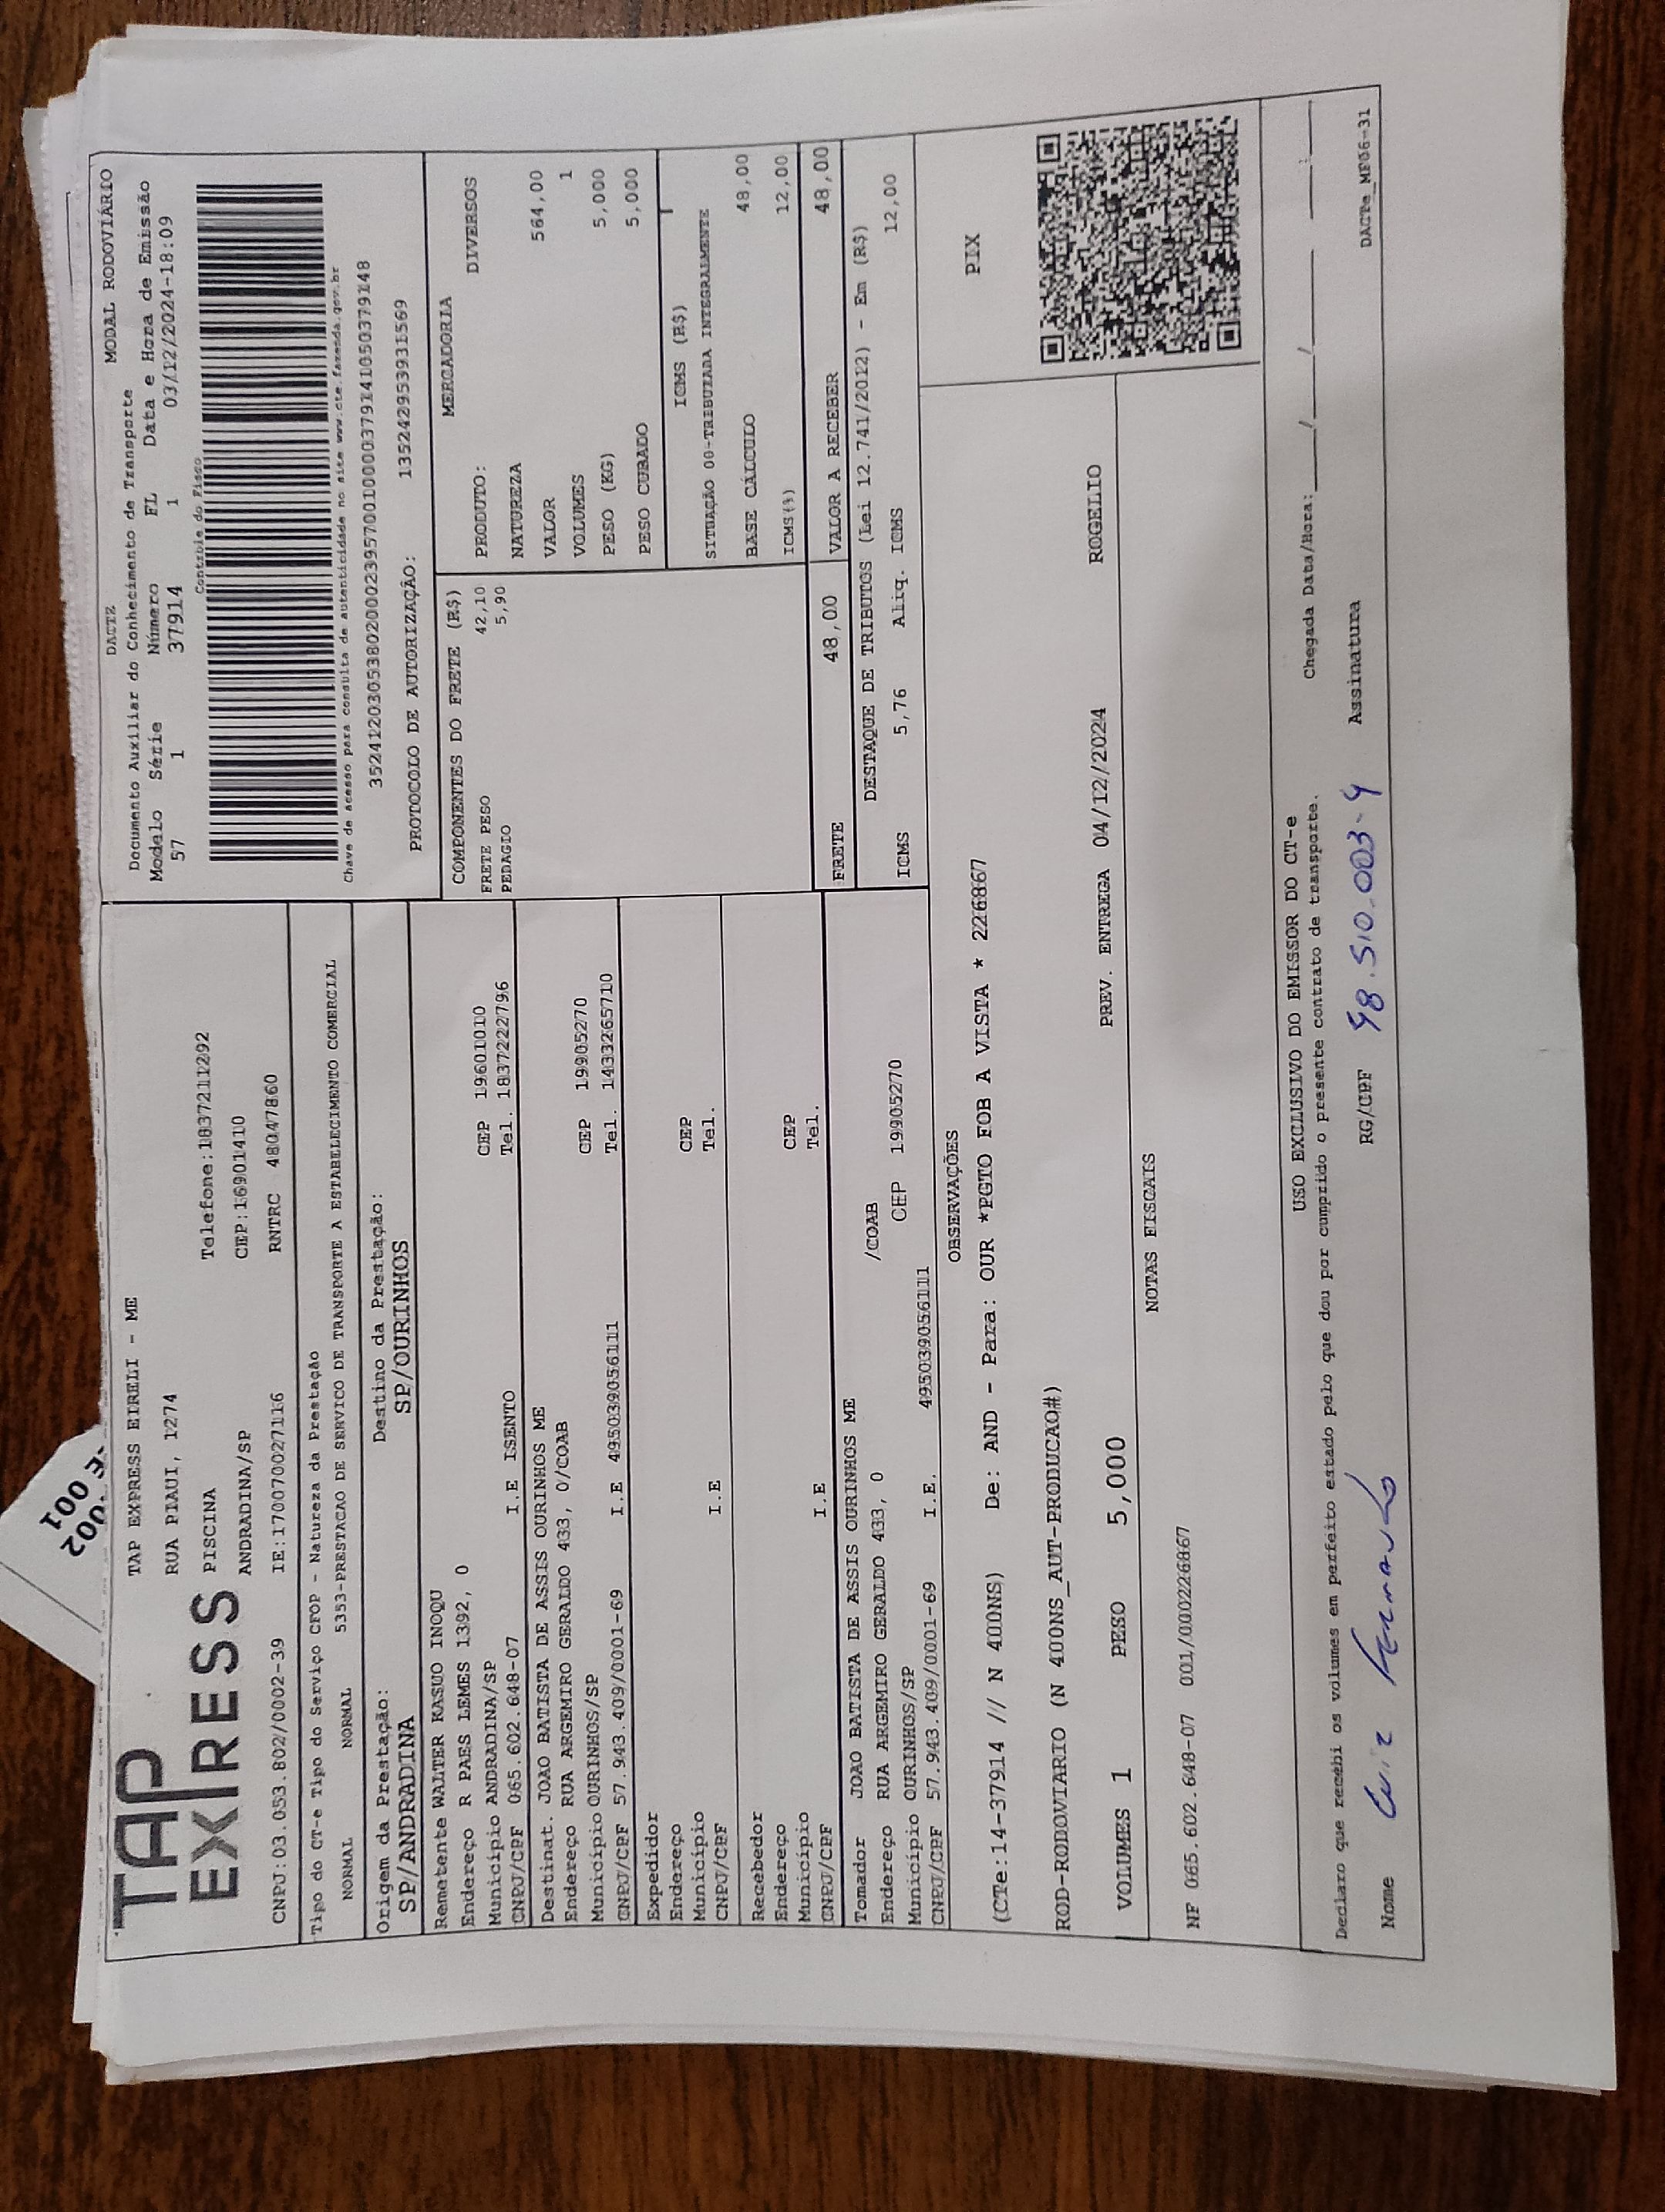 002
E 001
TAP
EXPRESS
TAP EXPRESS EIRELI - ME
RUA PIAUI, 1274
PISCINA Telefone:1837211292
ANDRADINA/SP CEP:16901410
CNPJ:03.053.802/0002-39 IE:170070027116 RNTRC 48047860
DACTE MODAL RODOVIÁRIO
Documento Auxiliar do Conhecimento de Transporte
Modelo Série Número FL Data e Hora de Emissão
57 1 37914 1 03/12/2024-18:09
Controle do Fisco
Chave de acesso para consulta de autenticidade no site www.cte.fazenda.gov.br
35241203053802000239570010000379141050379148
PROTOCOLO DE AUTORIZAÇÃO: 135242953931569
Tipo do CT-e Tipo do Serviço CFOP - Natureza da Prestação
NORMAL NORMAL 5353-PRESTACAO DE SERVICO DE TRANSPORTE A ESTABELECIMENTO COMERCIAL
Origem da Prestação: Destino da Prestação:
SP/ANDRADINA SP/OURINHOS
Remetente WALTER KASUO INOQU
Endereço R PAES LEMES 1392, 0 CEP 19601010
Município ANDRADINA/SP Tel. 1837222796
CNPJ/CPF 065.602.648-07 I.E ISENTO
Destinat. JOAO BATISTA DE ASSIS OURINHOS ME
Endereço RUA ARGEMIRO GERALDO 433, 0/COAB CEP 19905270
Município OURINHOS/SP Tel. 1433265710
CNPJ/CPF 57.943.409/0001-69 I.E 495039056111
Expedidor
Endereço CEP
Município Tel.
CNPJ/CPF I.E
Recebedor
Endereço CEP
Município Tel.
CNPJ/CPF I.E
Tomador JOAO BATISTA DE ASSIS OURINHOS ME
Endereço RUA ARGEMIRO GERALDO 433, 0 /COAB
Município OURINHOS/SP CEP 19905270
CNPJ/CPF 57.943.409/0001-69 I.E. 495039056111
COMPONENTES DO FRETE (R$)
FRETE PESO 42,10
PEDAGIO 5,90
MERCADORIA
PRODUTO: DIVERSOS
NATUREZA
VALOR 564,00
VOLUMES 1
PESO (KG) 5,000
PESO CUBADO 5,000
ICMS (R$)
SITUAÇÃO 00-TRIBUTADA INTEGRALMENTE
BASE CÁLCULO 48,00
ICMS(%) 12,00
FRETE 48,00 VALOR A RECEBER 48,00
DESTAQUE DE TRIBUTOS (Lei 12.741/2012) - Em (R$)
ICMS 5,76 Aliq. ICMS 12,00
OBSERVAÇÕES
(CTe:14-37914 // N 400NS) De: AND - Para: OUR *PGTO FOB A VISTA * 226867
ROD-RODOVIARIO (N 400NS_AUT-PRODUCAO#)
PIX
VOLUMES 1 PESO 5,000 PREV. ENTREGA 04/12/2024 ROGELIO
NOTAS FISCAIS
NF 065.602.648-07 001/000226867
USO EXCLUSIVO DO EMISSOR DO CT-e
Declaro que recebi os volumes em perfeito estado pelo que dou por cumprido o presente contrato de transporte. Chegada Data/Hora:___/___/___ ___:___
Nome Luiz Fernando RG/CPF 48.510.003-4 Assinatura
DACTe_MF06-31